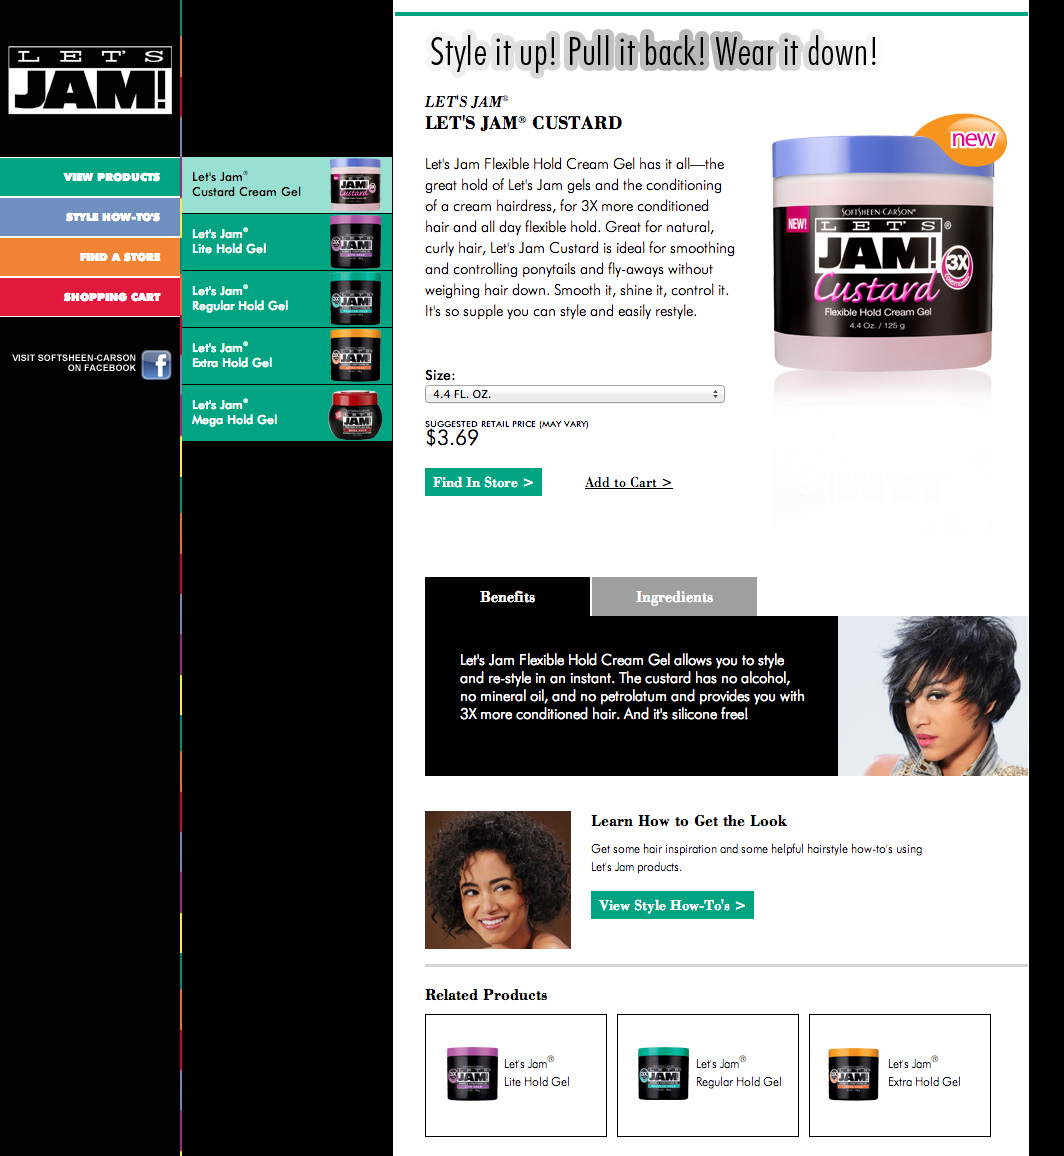 LET'S
JAM!
VIEW PRODUCTS
STYLE HOW-TO'S
FIND A STORE
SHOPPING CART
VISIT SOFTSHEEN-CARSON
ON FACEBOOK
f
Let's Jam®
Custard Cream Gel
Let's Jam®
Lite Hold Gel
Let's Jam®
Regular Hold Gel
Let's Jam®
Extra Hold Gel
Let's Jam®
Mega Hold Gel
Style it up! Pull it back! Wear it down!
LET'S JAM®
LET'S JAM® CUSTARD
Let's Jam Flexible Hold Cream Gel has it all—the
great hold of Let's Jam gels and the conditioning
of a cream hairdress, for 3X more conditioned
hair and all day flexible hold. Great for natural,
curly hair, Let's Jam Custard is ideal for smoothing
and controlling ponytails and fly-aways without
weighing hair down. Smooth it, shine it, control it.
It's so supple you can style and easily restyle.
Size:
4.4 FL. OZ.
SUGGESTED RETAIL PRICE (MAY VARY)
$3.69
Find In Store >
Add to Cart >
new
SOFTSHEEN·CARSON®
NEW!
LET'S®
JAM!
3X
Custard
Flexible Hold Cream Gel
4.4 Oz. / 125 g
Benefits
Ingredients
Let's Jam Flexible Hold Cream Gel allows you to style
and re-style in an instant. The custard has no alcohol,
no mineral oil, and no petrolatum and provides you with
3X more conditioned hair. And it's silicone free!
Learn How to Get the Look
Get some hair inspiration and some helpful hairstyle how-to's using
Let's Jam products.
View Style How-To's >
Related Products
Let's Jam®
Lite Hold Gel
Let's Jam®
Regular Hold Gel
Let's Jam®
Extra Hold Gel